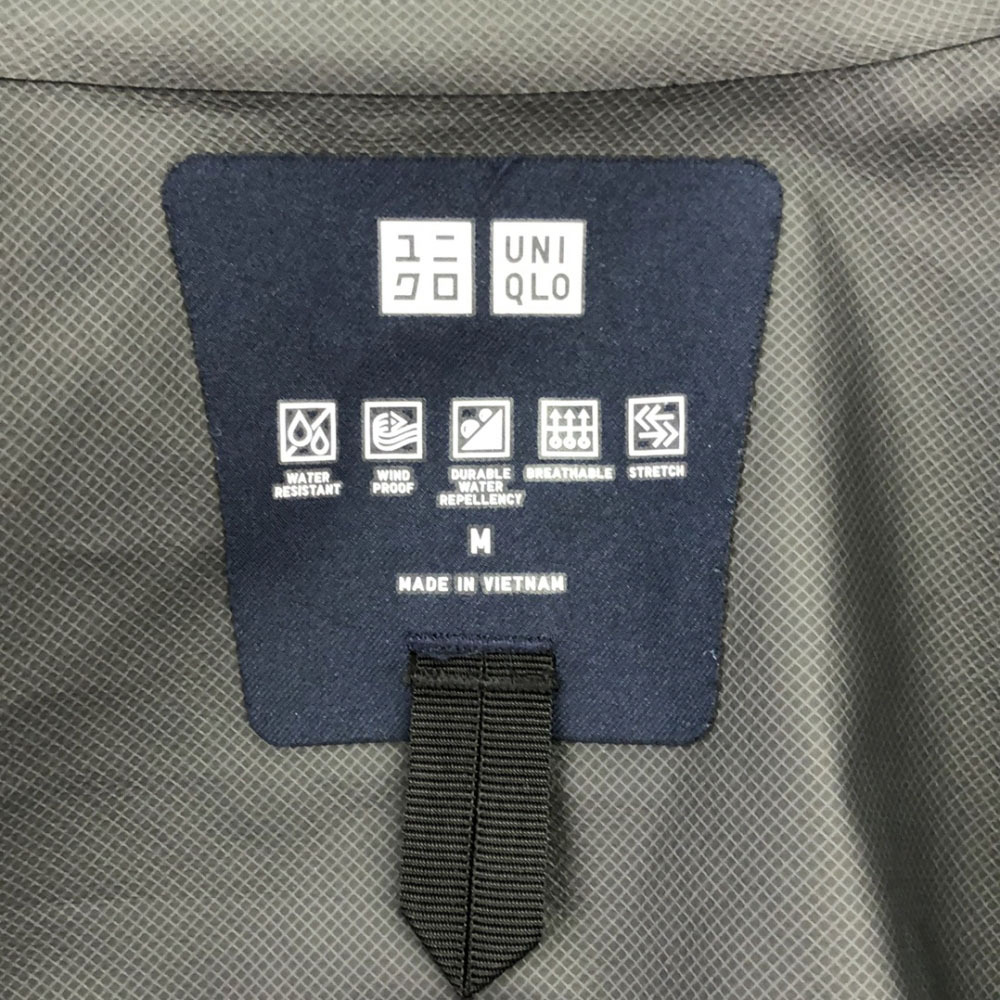 ユニ
クロ
UNI
QLO
WATER
RESISTANT
WIND
PROOF
DURABLE
WATER
REPELLENCY
BREATHABLE
STRETCH
M
MADE IN VIETNAM